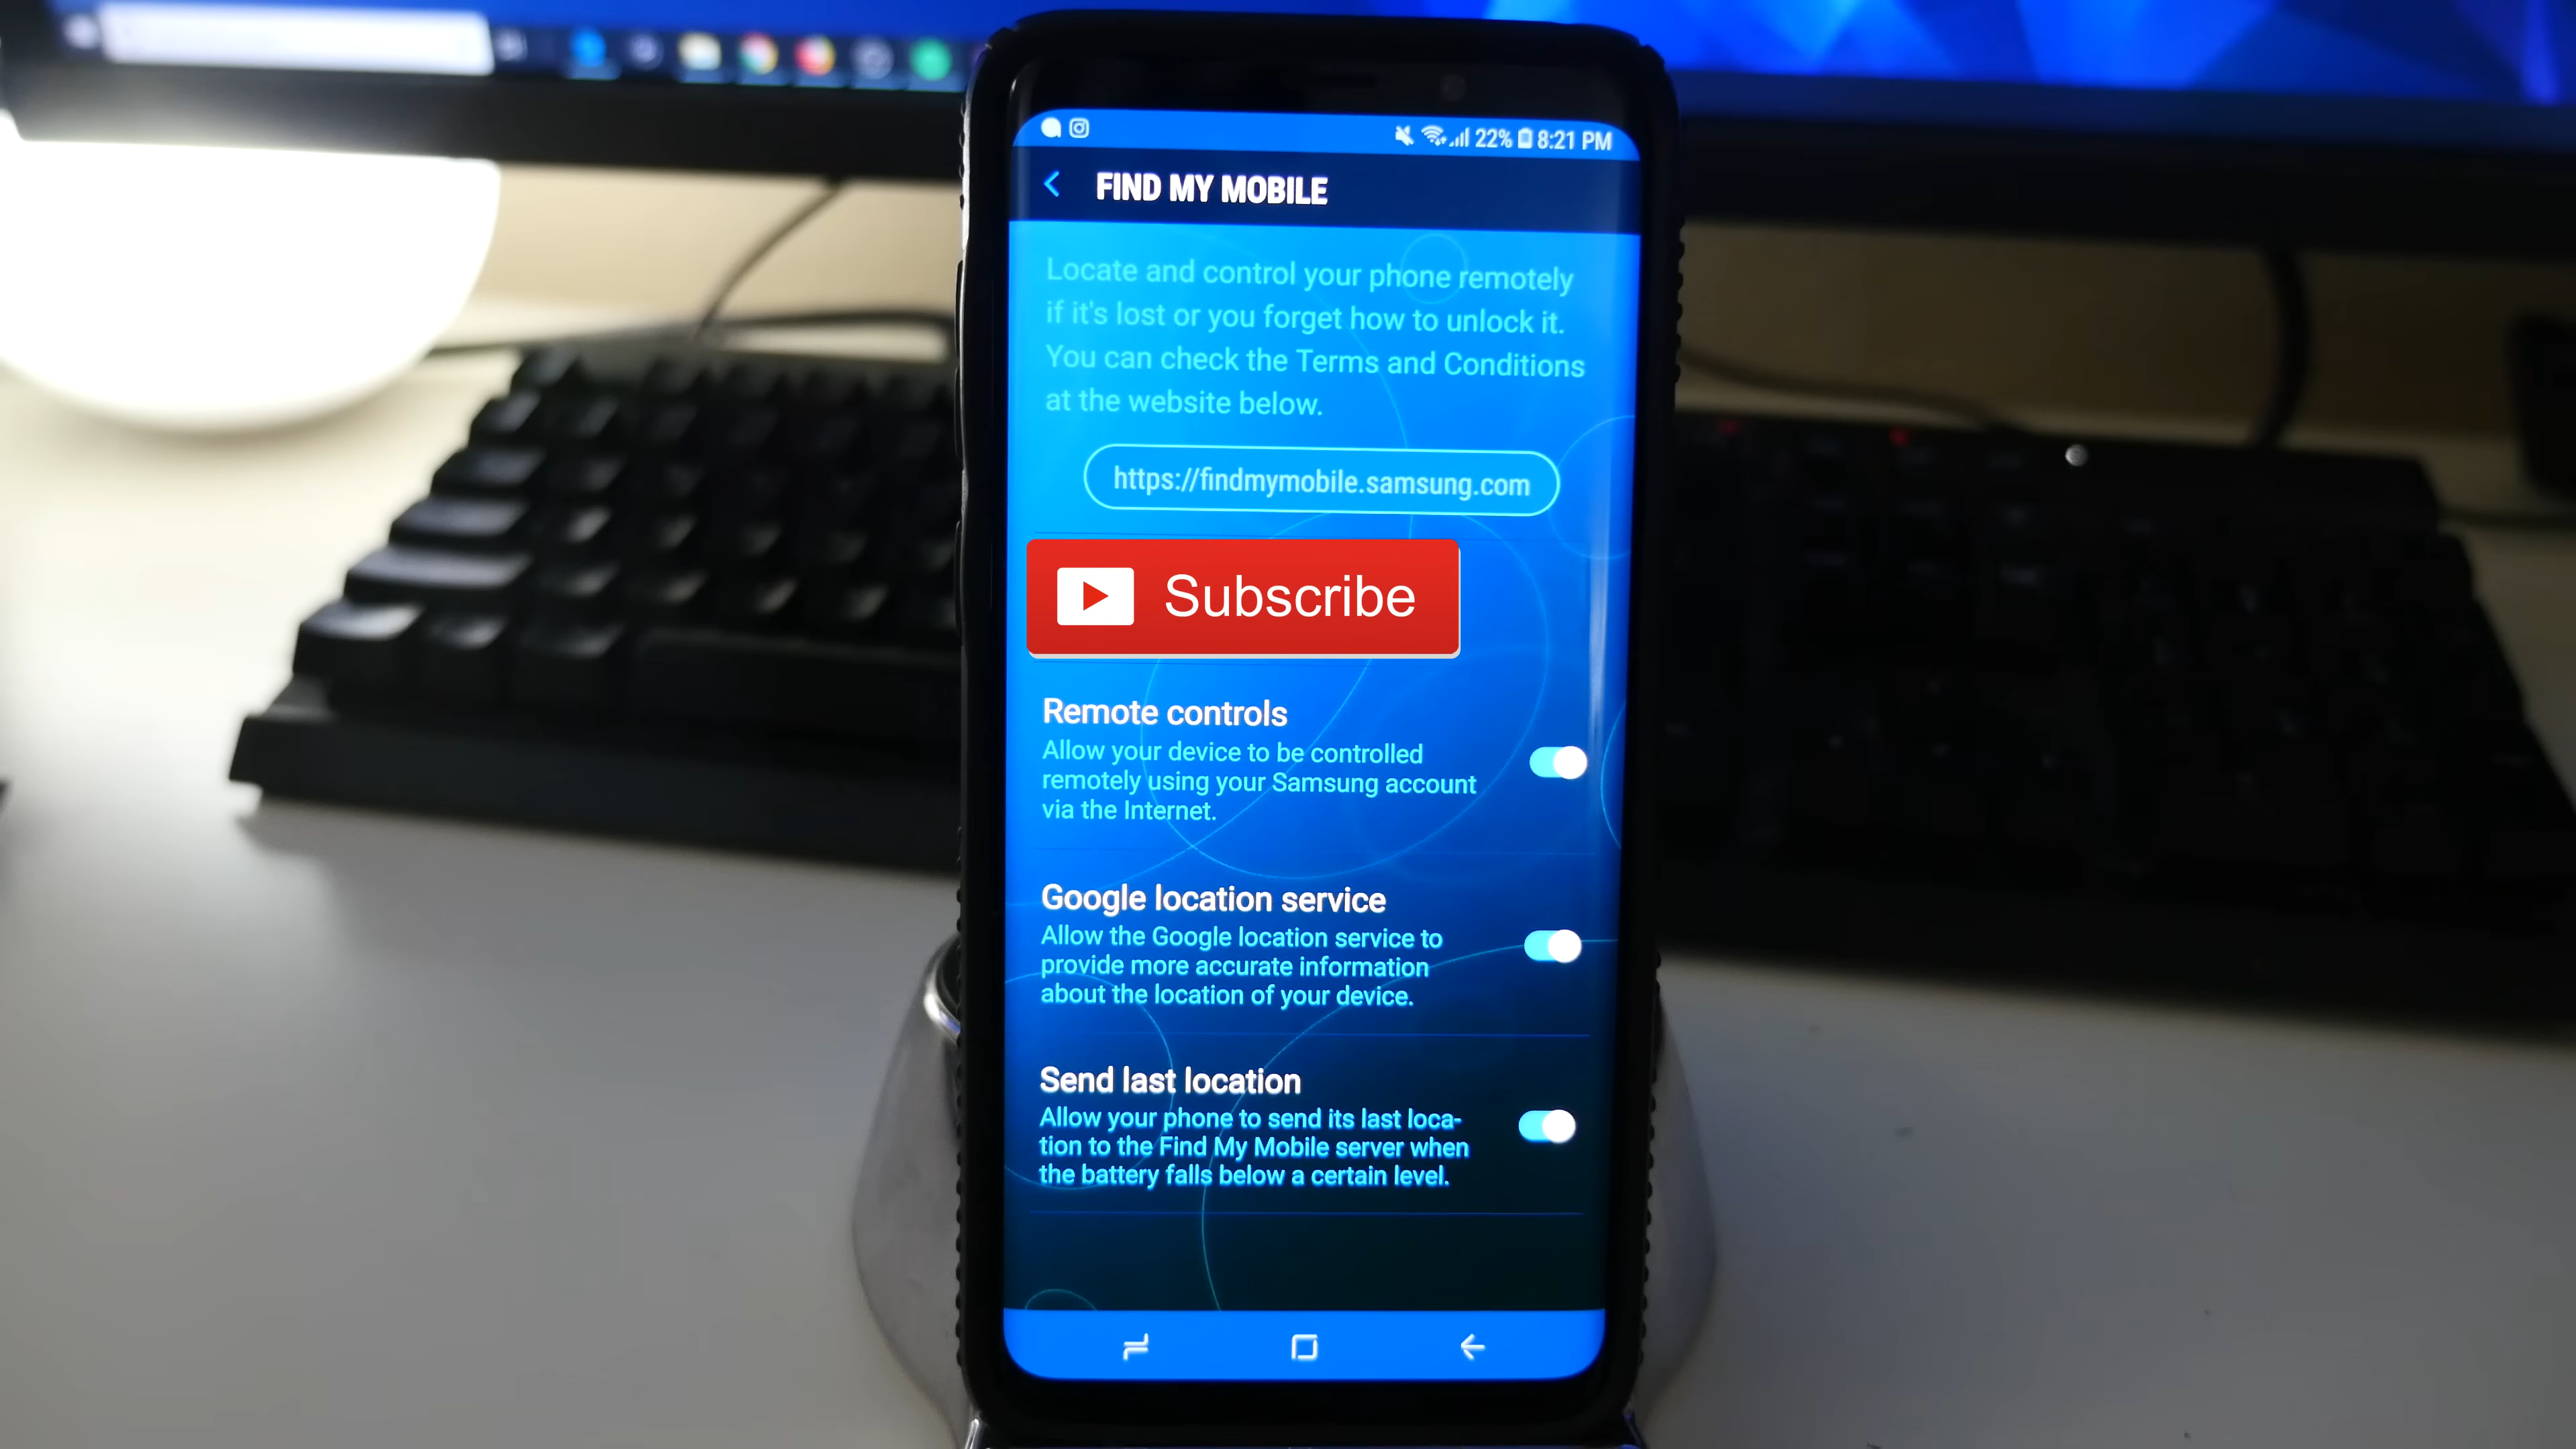 22% 8:21 PM
FIND MY MOBILE
Locate and control your phone remotely
if it's lost or you forget how to unlock it.
You can check the Terms and Conditions
at the website below.
https://findmymobile.samsung.com
Subscribe
Remote controls
Allow your device to be controlled
remotely using your Samsung account
via the Internet.
Google location service
Allow the Google location service to
provide more accurate information
about the location of your device.
Send last location
Allow your phone to send its last loca-
tion to the Find My Mobile server when
the battery falls below a certain level.